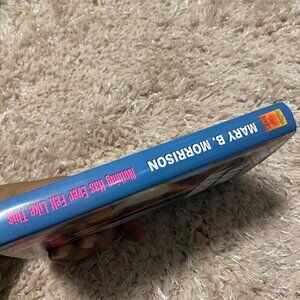 MARY B. MORRISON
Nothing Has Ever Felt Like This